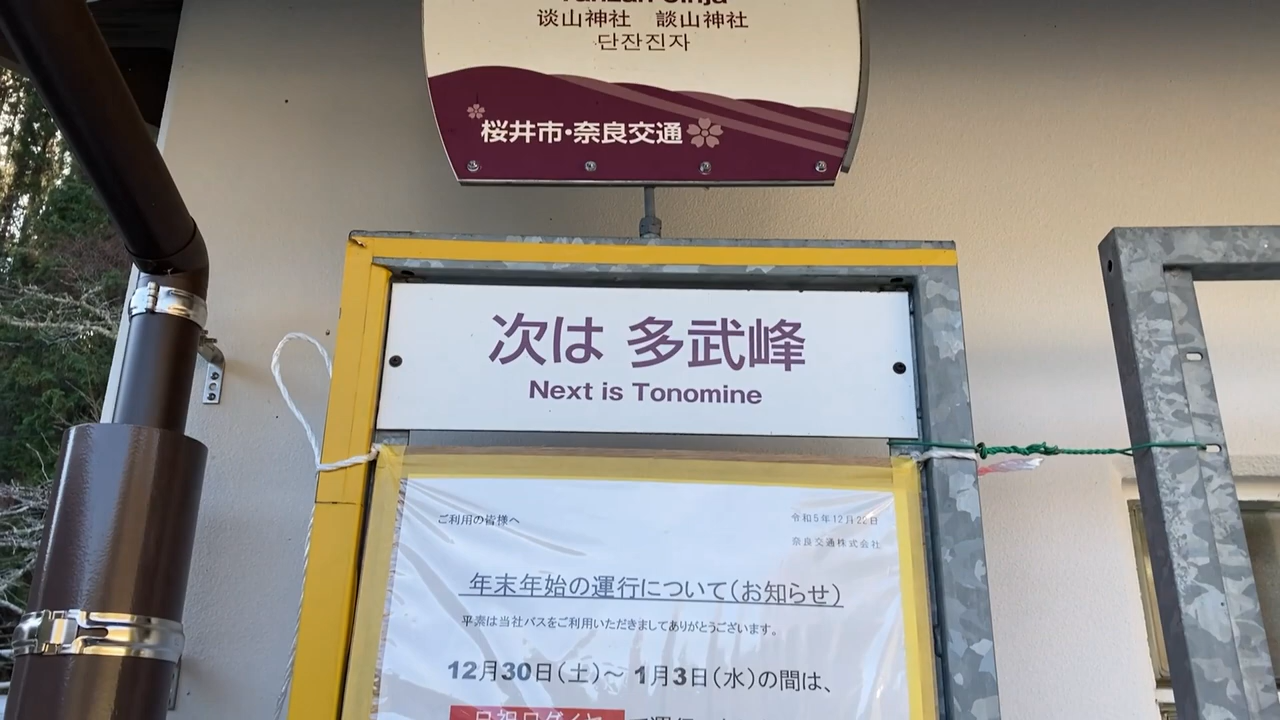 谈山神社 談山神社
단잔진자
桜井市・奈良交通
次は 多武峰
Next is Tonomine
ご利用の皆様へ
令和5年12月22日
奈良交通株式会社
年末年始の運行について(お知らせ)
平素は当社バスをご利用いただきましてありがとうございます。
12月30日(土)～ 1月3日(水)の間は、